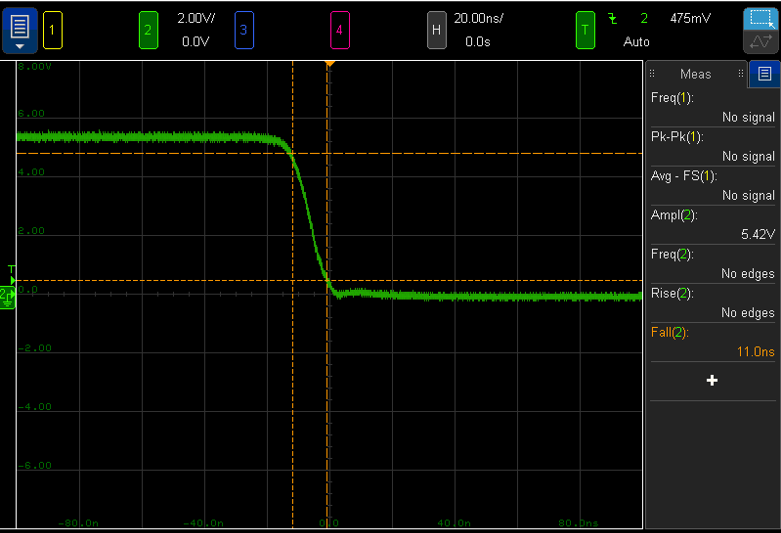 1
2
2.00V/
0.0V
3
4
H
20.00ns/
0.0s
T
2
475mV
Auto
8.00V
6.00
4.00
2.00
T
2
0.0
-2.00
-4.00
-6.00
-80.0n
-40.0n
0.0
40.0n
80.0ns
Meas
Freq(1):
No signal
Pk-Pk(1):
No signal
Avg - FS(1):
No signal
Ampl(2):
5.42V
Freq(2):
No edges
Rise(2):
No edges
Fall(2):
11.0ns
+